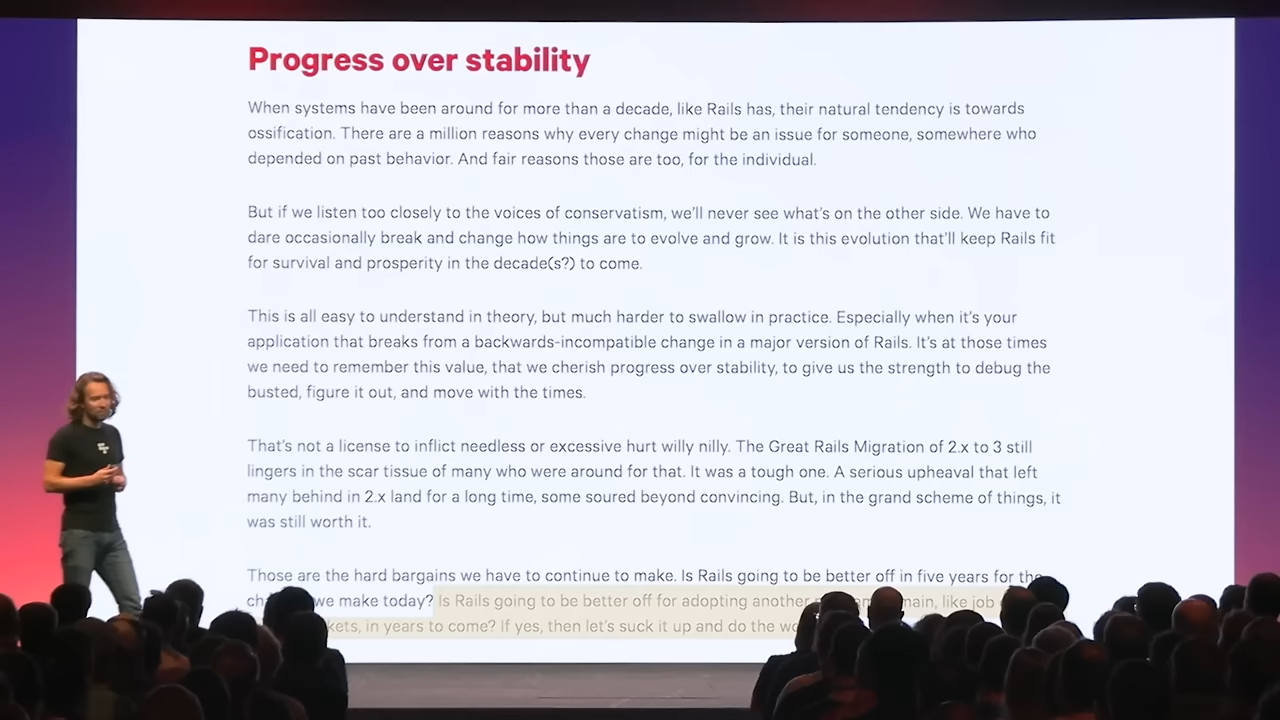 Progress over stability
When systems have been around for more than a decade, like Rails has, their natural tendency is towards
ossification. There are a million reasons why every change might be an issue for someone, somewhere who
depended on past behavior. And fair reasons those are too, for the individual.
But if we listen too closely to the voices of conservatism, we'll never see what's on the other side. We have to
dare occasionally break and change how things are to evolve and grow. It is this evolution that'll keep Rails fit
for survival and prosperity in the decade(s?) to come.
This is all easy to understand in theory, but much harder to swallow in practice. Especially when it's your
application that breaks from a backwards-incompatible change in a major version of Rails. It's at those times
we need to remember this value, that we cherish progress over stability, to give us the strength to debug the
busted, figure it out, and move with the times.
That's not a license to inflict needless or excessive hurt willy nilly. The Great Rails Migration of 2.x to 3 still
lingers in the scar tissue of many who were around for that. It was a tough one. A serious upheaval that left
many behind in 2.x land for a long time, some soured beyond convincing. But, in the grand scheme of things, it
was still worth it.
Those are the hard bargains we have to continue to make. Is Rails going to be better off in five years for the
we make today? Is Rails going to be better off for adopting another like job
in years to come? If yes, then let's suck it up and do the